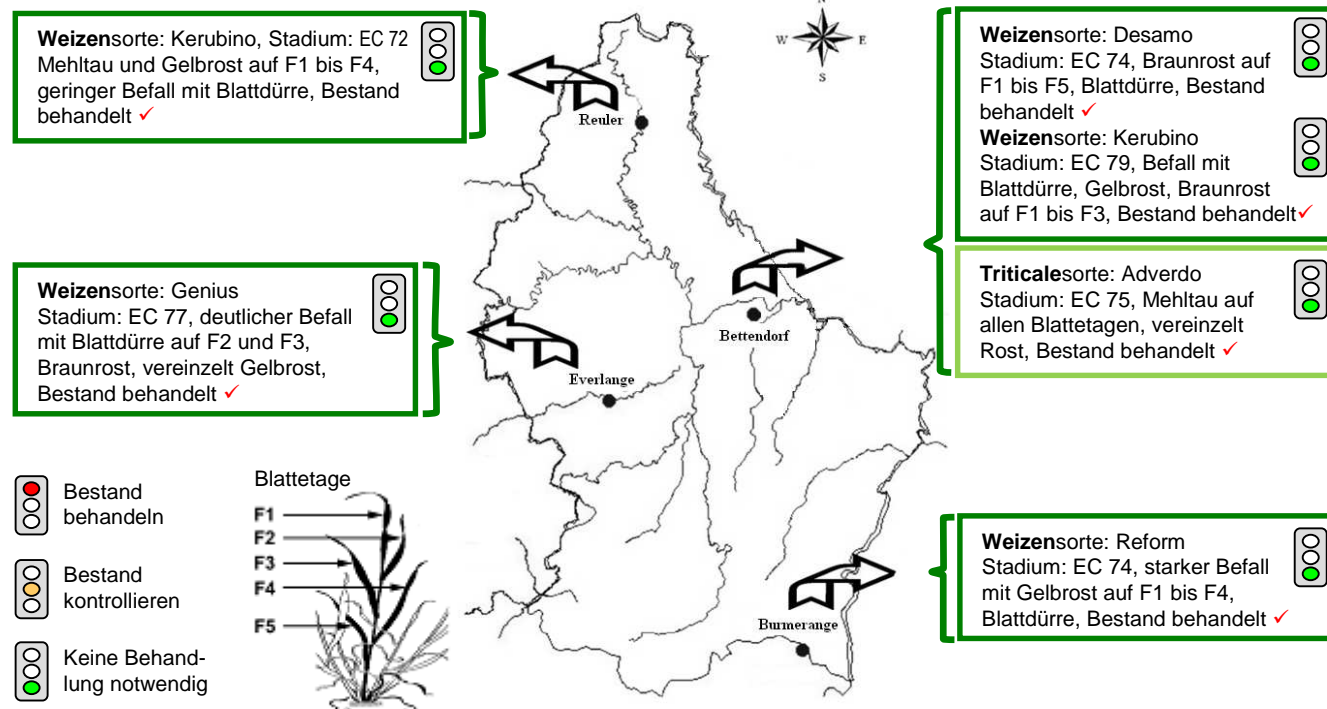 Weizensorte: Kerubino, Stadium: EC 72
Mehltau und Gelbrost auf F1 bis F4,
geringer Befall mit Blattdürre, Bestand
behandelt ✓
N
W
E
S
Weizensorte: Desamo
Stadium: EC 74, Braunrost auf
F1 bis F5, Blattdürre, Bestand
behandelt ✓
Weizensorte: Kerubino
Stadium: EC 79, Befall mit
Blattdürre, Gelbrost, Braunrost
auf F1 bis F3, Bestand behandelt ✓
Reuler
Weizensorte: Genius
Stadium: EC 77, deutlicher Befall
mit Blattdürre auf F2 und F3,
Braunrost, vereinzelt Gelbrost,
Bestand behandelt ✓
Triticalesorte: Adverdo
Stadium: EC 75, Mehltau auf
allen Blattetagen, vereinzelt
Rost, Bestand behandelt ✓
Bettendorf
Everlange
Bestand
behandeln
Bestand
kontrollieren
Keine Behand-
lung notwendig
Blattetage
F1
F2
F3
F4
F5
Weizensorte: Reform
Stadium: EC 74, starker Befall
mit Gelbrost auf F1 bis F4,
Blattdürre, Bestand behandelt ✓
Burmerange